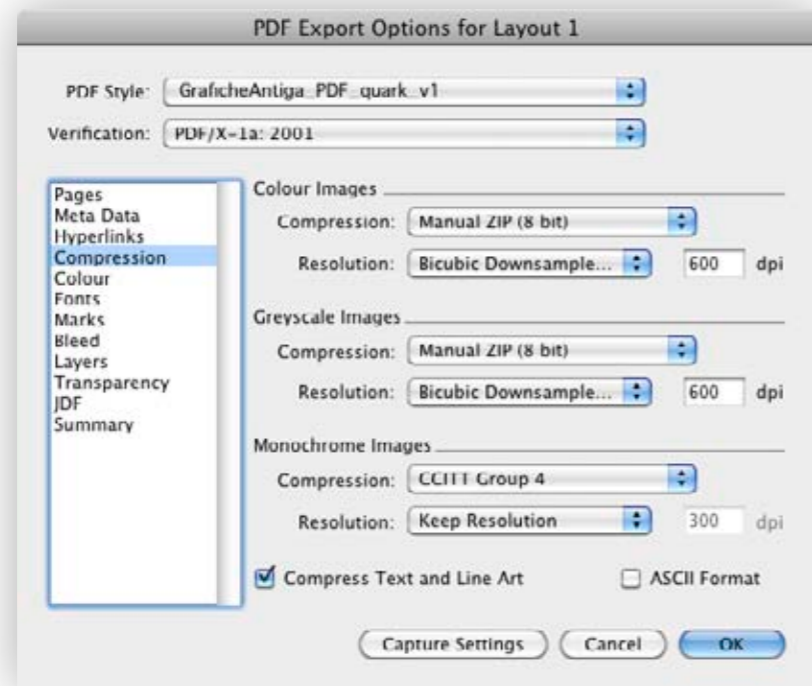 PDF Export Options for Layout 1
PDF Style: GraficheAntiga_PDF_quark_v1
Verification: PDF/X-1a: 2001
Pages
Meta Data
Hyperlinks
Compression
Colour
Fonts
Marks
Bleed
Layers
Transparency
JDF
Summary
Colour Images
Compression: Manual ZIP (8 bit)
Resolution: Bicubic Downsample... 600 dpi
Greyscale Images
Compression: Manual ZIP (8 bit)
Resolution: Bicubic Downsample... 600 dpi
Monochrome Images
Compression: CCITT Group 4
Resolution: Keep Resolution 300 dpi
Compress Text and Line Art ASCII Format
Capture Settings Cancel OK